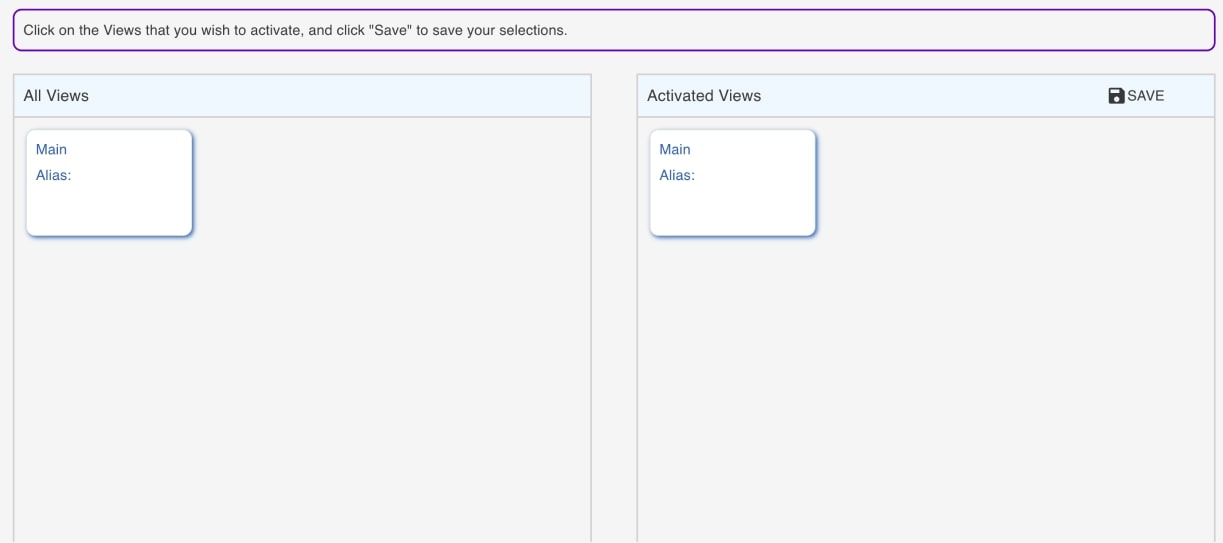 Click on the Views that you wish to activate, and click "Save" to save your selections.
All Views
Activated Views
SAVE
Main
Alias:
Main
Alias: